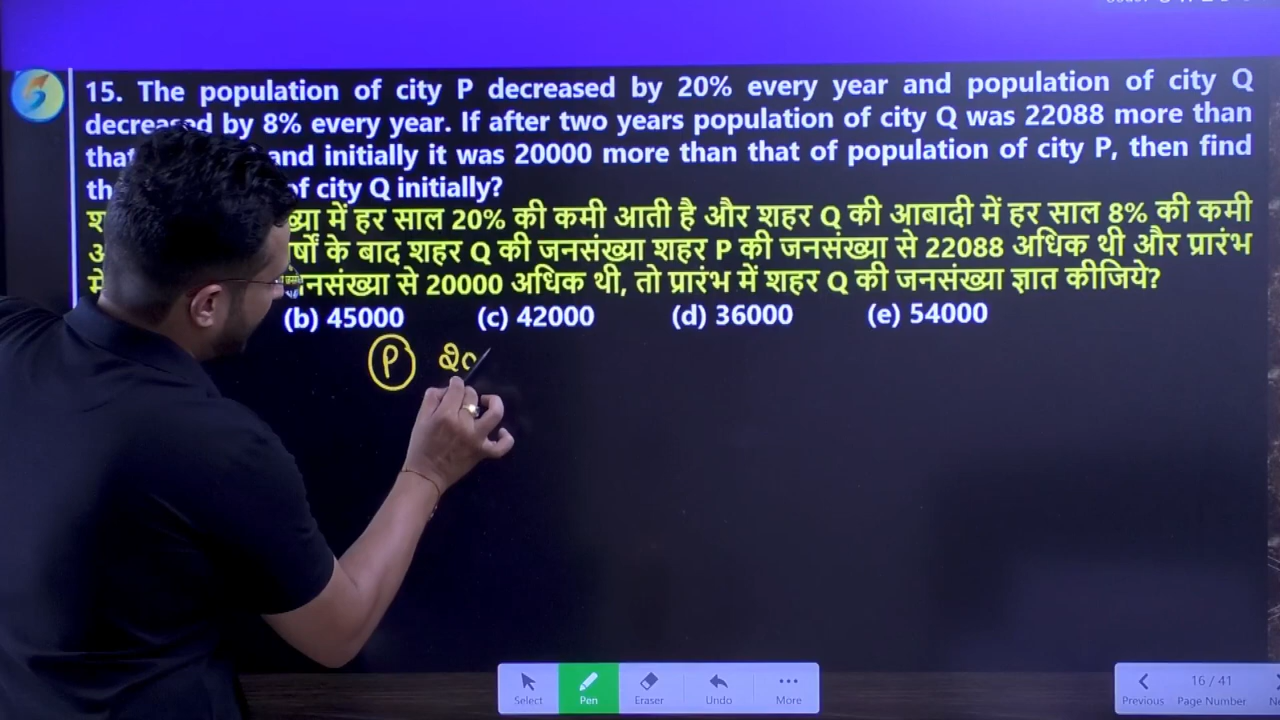 15. The population of city P decreased by 20% every year and population of city Q
decreased by 8% every year. If after two years population of city Q was 22088 more than
that and initially it was 20000 more than that of population of city P, then find
of city Q initially?
में हर साल 20% की कमी आती है और शहर Q की आबादी में हर साल 8% की कमी
के बाद शहर Q की जनसंख्या शहर P की जनसंख्या से 22088 अधिक थी और प्रारंभ
में जनसंख्या से 20000 अधिक थी, तो प्रारंभ में शहर Q की जनसंख्या ज्ञात कीजिये?
(b) 45000 (c) 42000 (d) 36000 (e) 54000
P 20
Select Pen Eraser Undo More
16 / 41
Previous Page Number